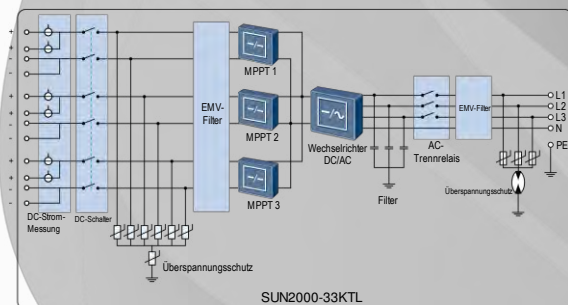 +
+
-
-
+
+
-
-
+
+
-
-
DC-Strom-
Messung
DC-Schalter
EMV-
Filter
MPPT 1
MPPT 2
MPPT 3
Überspannungsschutz
Wechselrichter
DC/AC
Filter
AC-
Trennrelais
EMV-Filter
L1
L2
L3
N
PE
Überspannungsschutz
SUN2000-33KTL